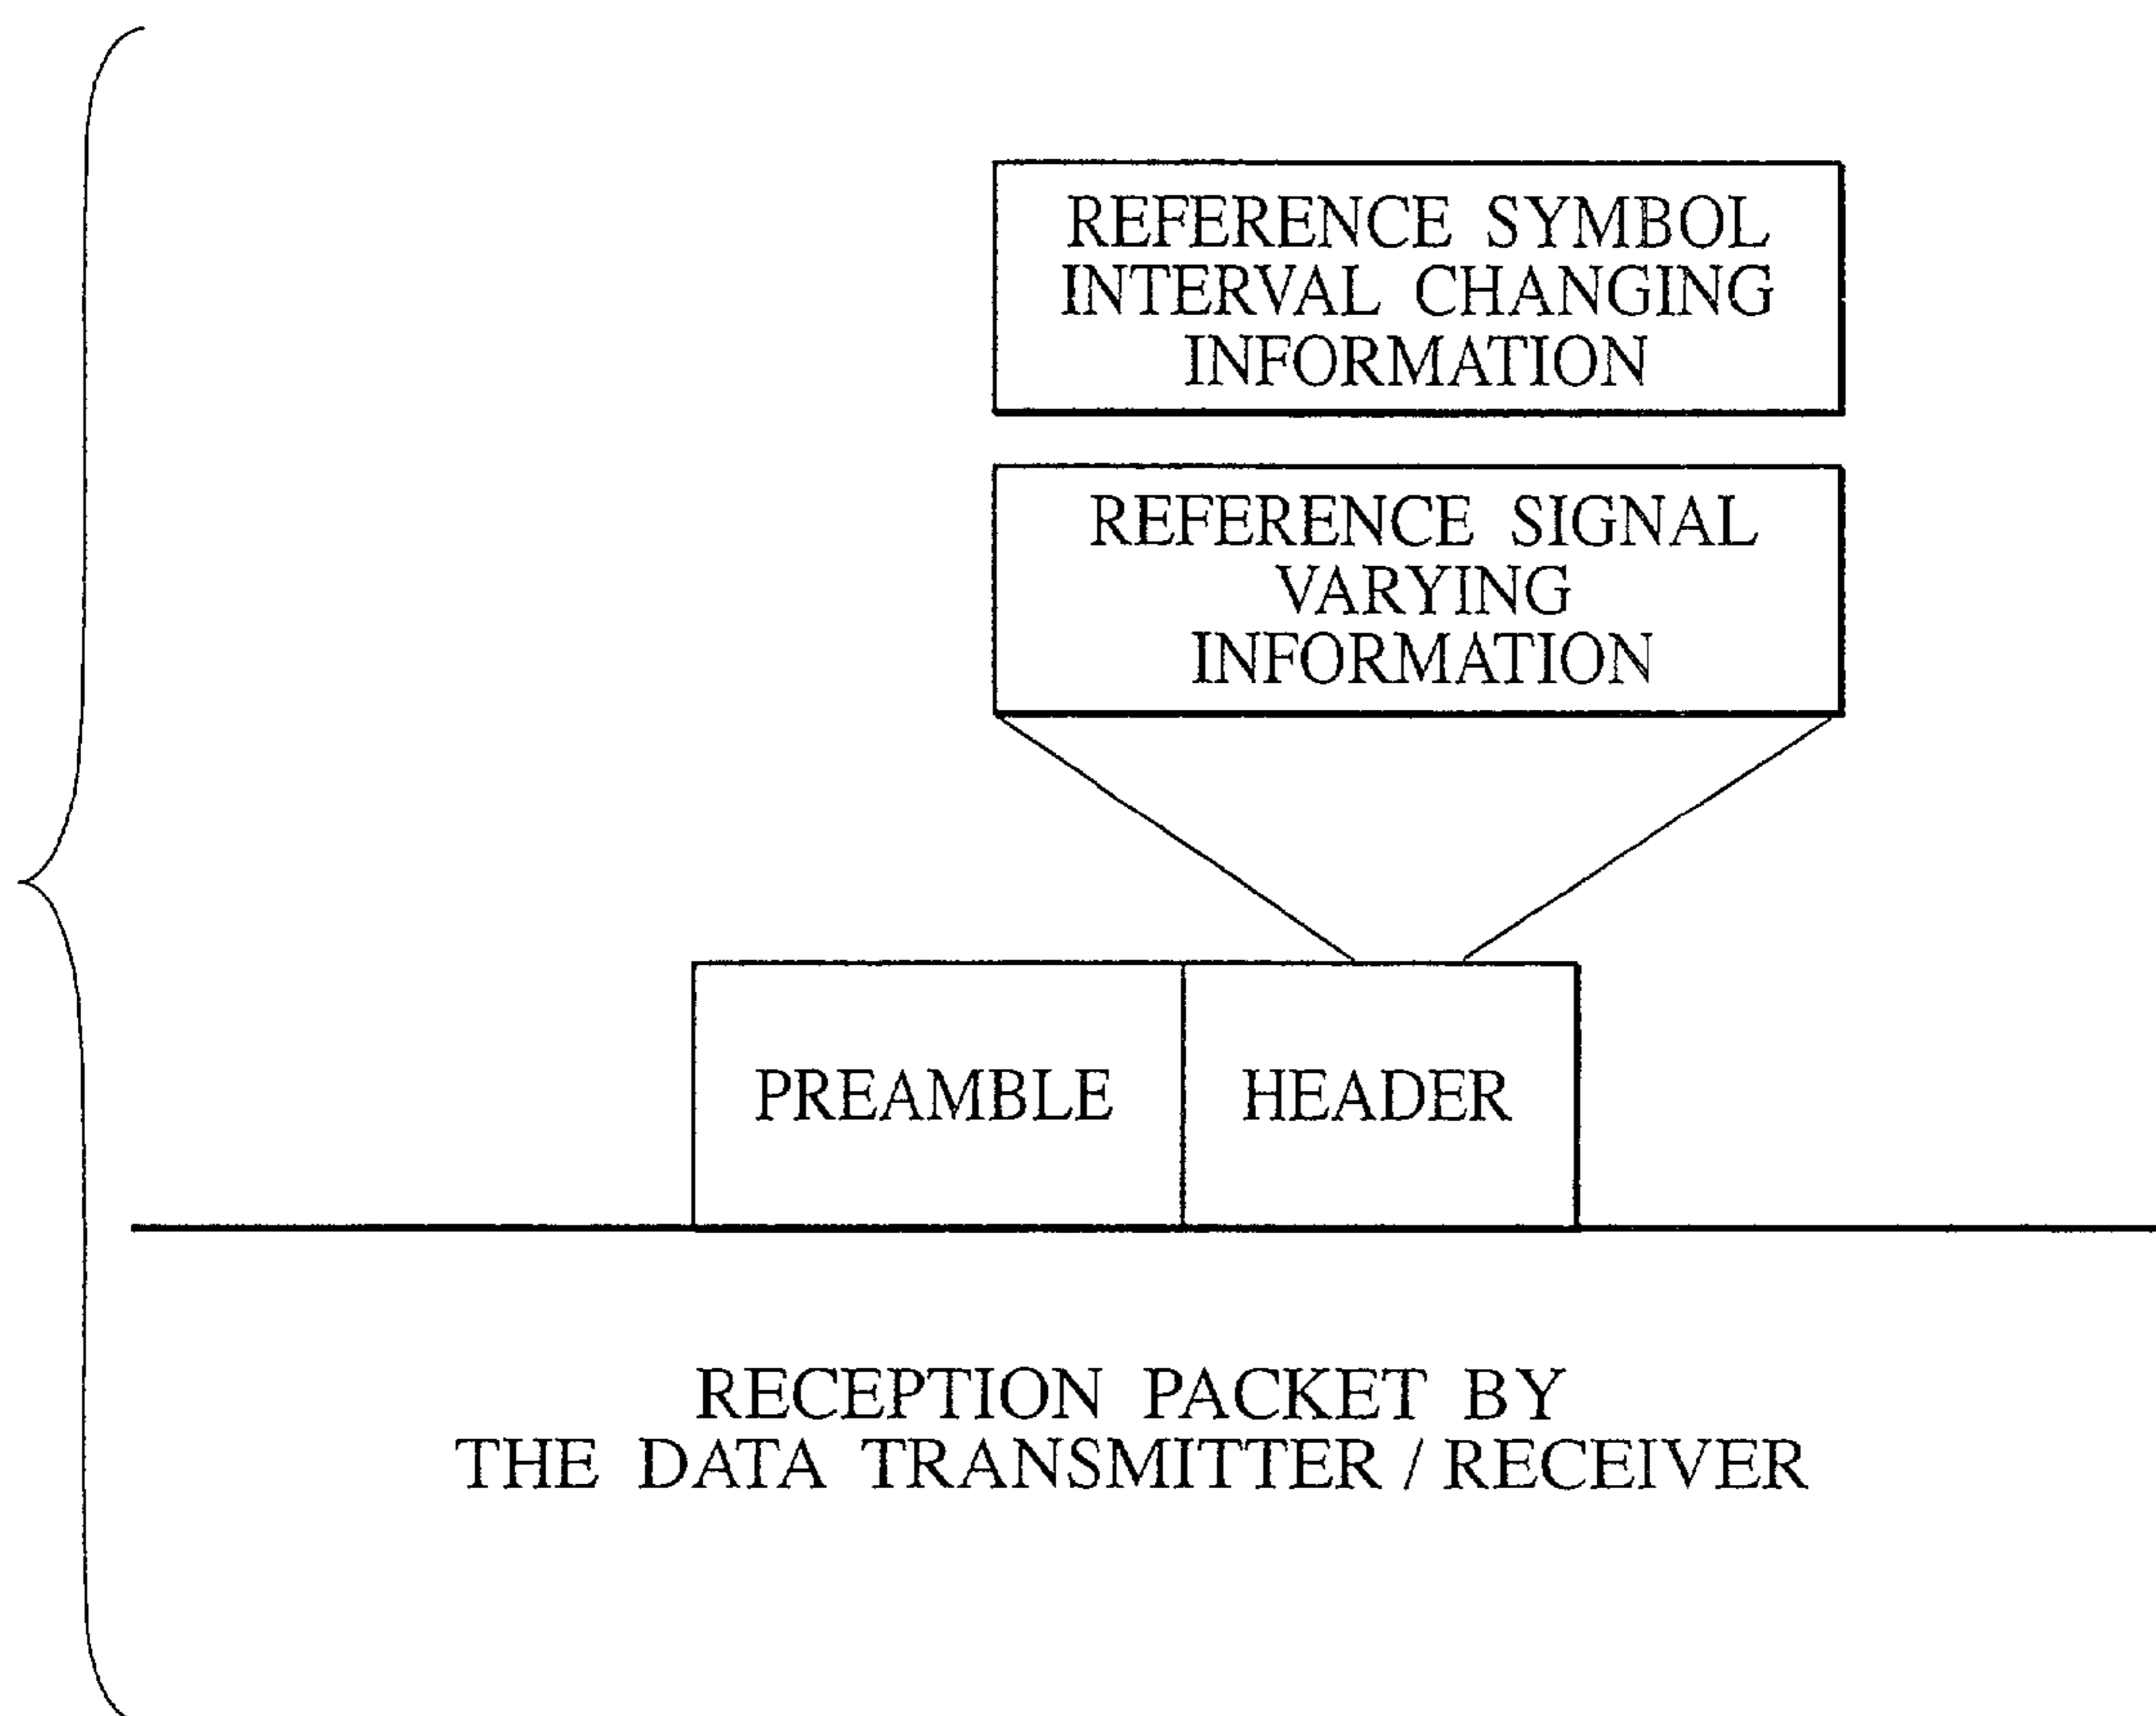 REFERENCE SYMBOL
INTERVAL CHANGING
INFORMATION
REFERENCE SIGNAL
VARYING
INFORMATION
PREAMBLE
HEADER
RECEPTION PACKET BY
THE DATA TRANSMITTER / RECEIVER